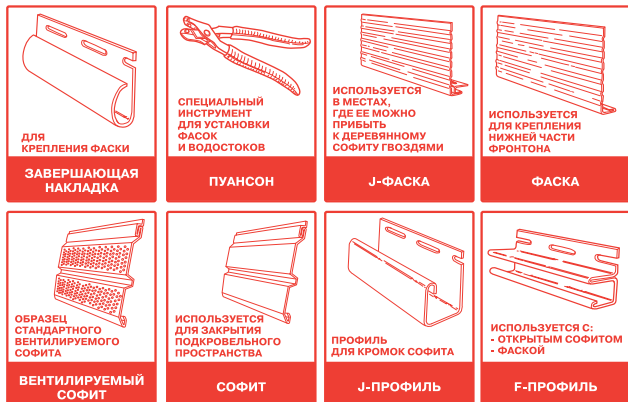 ДЛЯ
КРЕПЛЕНИЯ ФАСКИ
ЗАВЕРШАЮЩАЯ
НАКЛАДКА
СПЕЦИАЛЬНЫЙ
ИНСТРУМЕНТ
ДЛЯ УСТАНОВКИ
ФАСОК
И ВОДОСТОКОВ
ПУАНСОН
ИСПОЛЬЗУЕТСЯ
В МЕСТАХ,
ГДЕ ЕЕ МОЖНО
ПРИБИТЬ
К ДЕРЕВЯННОМУ
СОФИТУ ГВОЗДЯМИ
J-ФАСКА
ИСПОЛЬЗУЕТСЯ
ДЛЯ КРЕПЛЕНИЯ
НИЖНЕЙ ЧАСТИ
ФРОНТОНА
ФАСКА
ОБРАЗЕЦ
СТАНДАРТНОГО
ВЕНТИЛИРУЕМОГО
СОФИТА
ВЕНТИЛИРУЕМЫЙ
СОФИТ
ИСПОЛЬЗУЕТСЯ
ДЛЯ ЗАКРЫТИЯ
ПОДКРОВЕЛЬНОГО
ПРОСТРАНСТВА
СОФИТ
ПРОФИЛЬ
ДЛЯ КРОМОК СОФИТА
J-ПРОФИЛЬ
ИСПОЛЬЗУЕТСЯ С:
- ОТКРЫТЫМ СОФИТОМ
- ФАСКОЙ
F-ПРОФИЛЬ